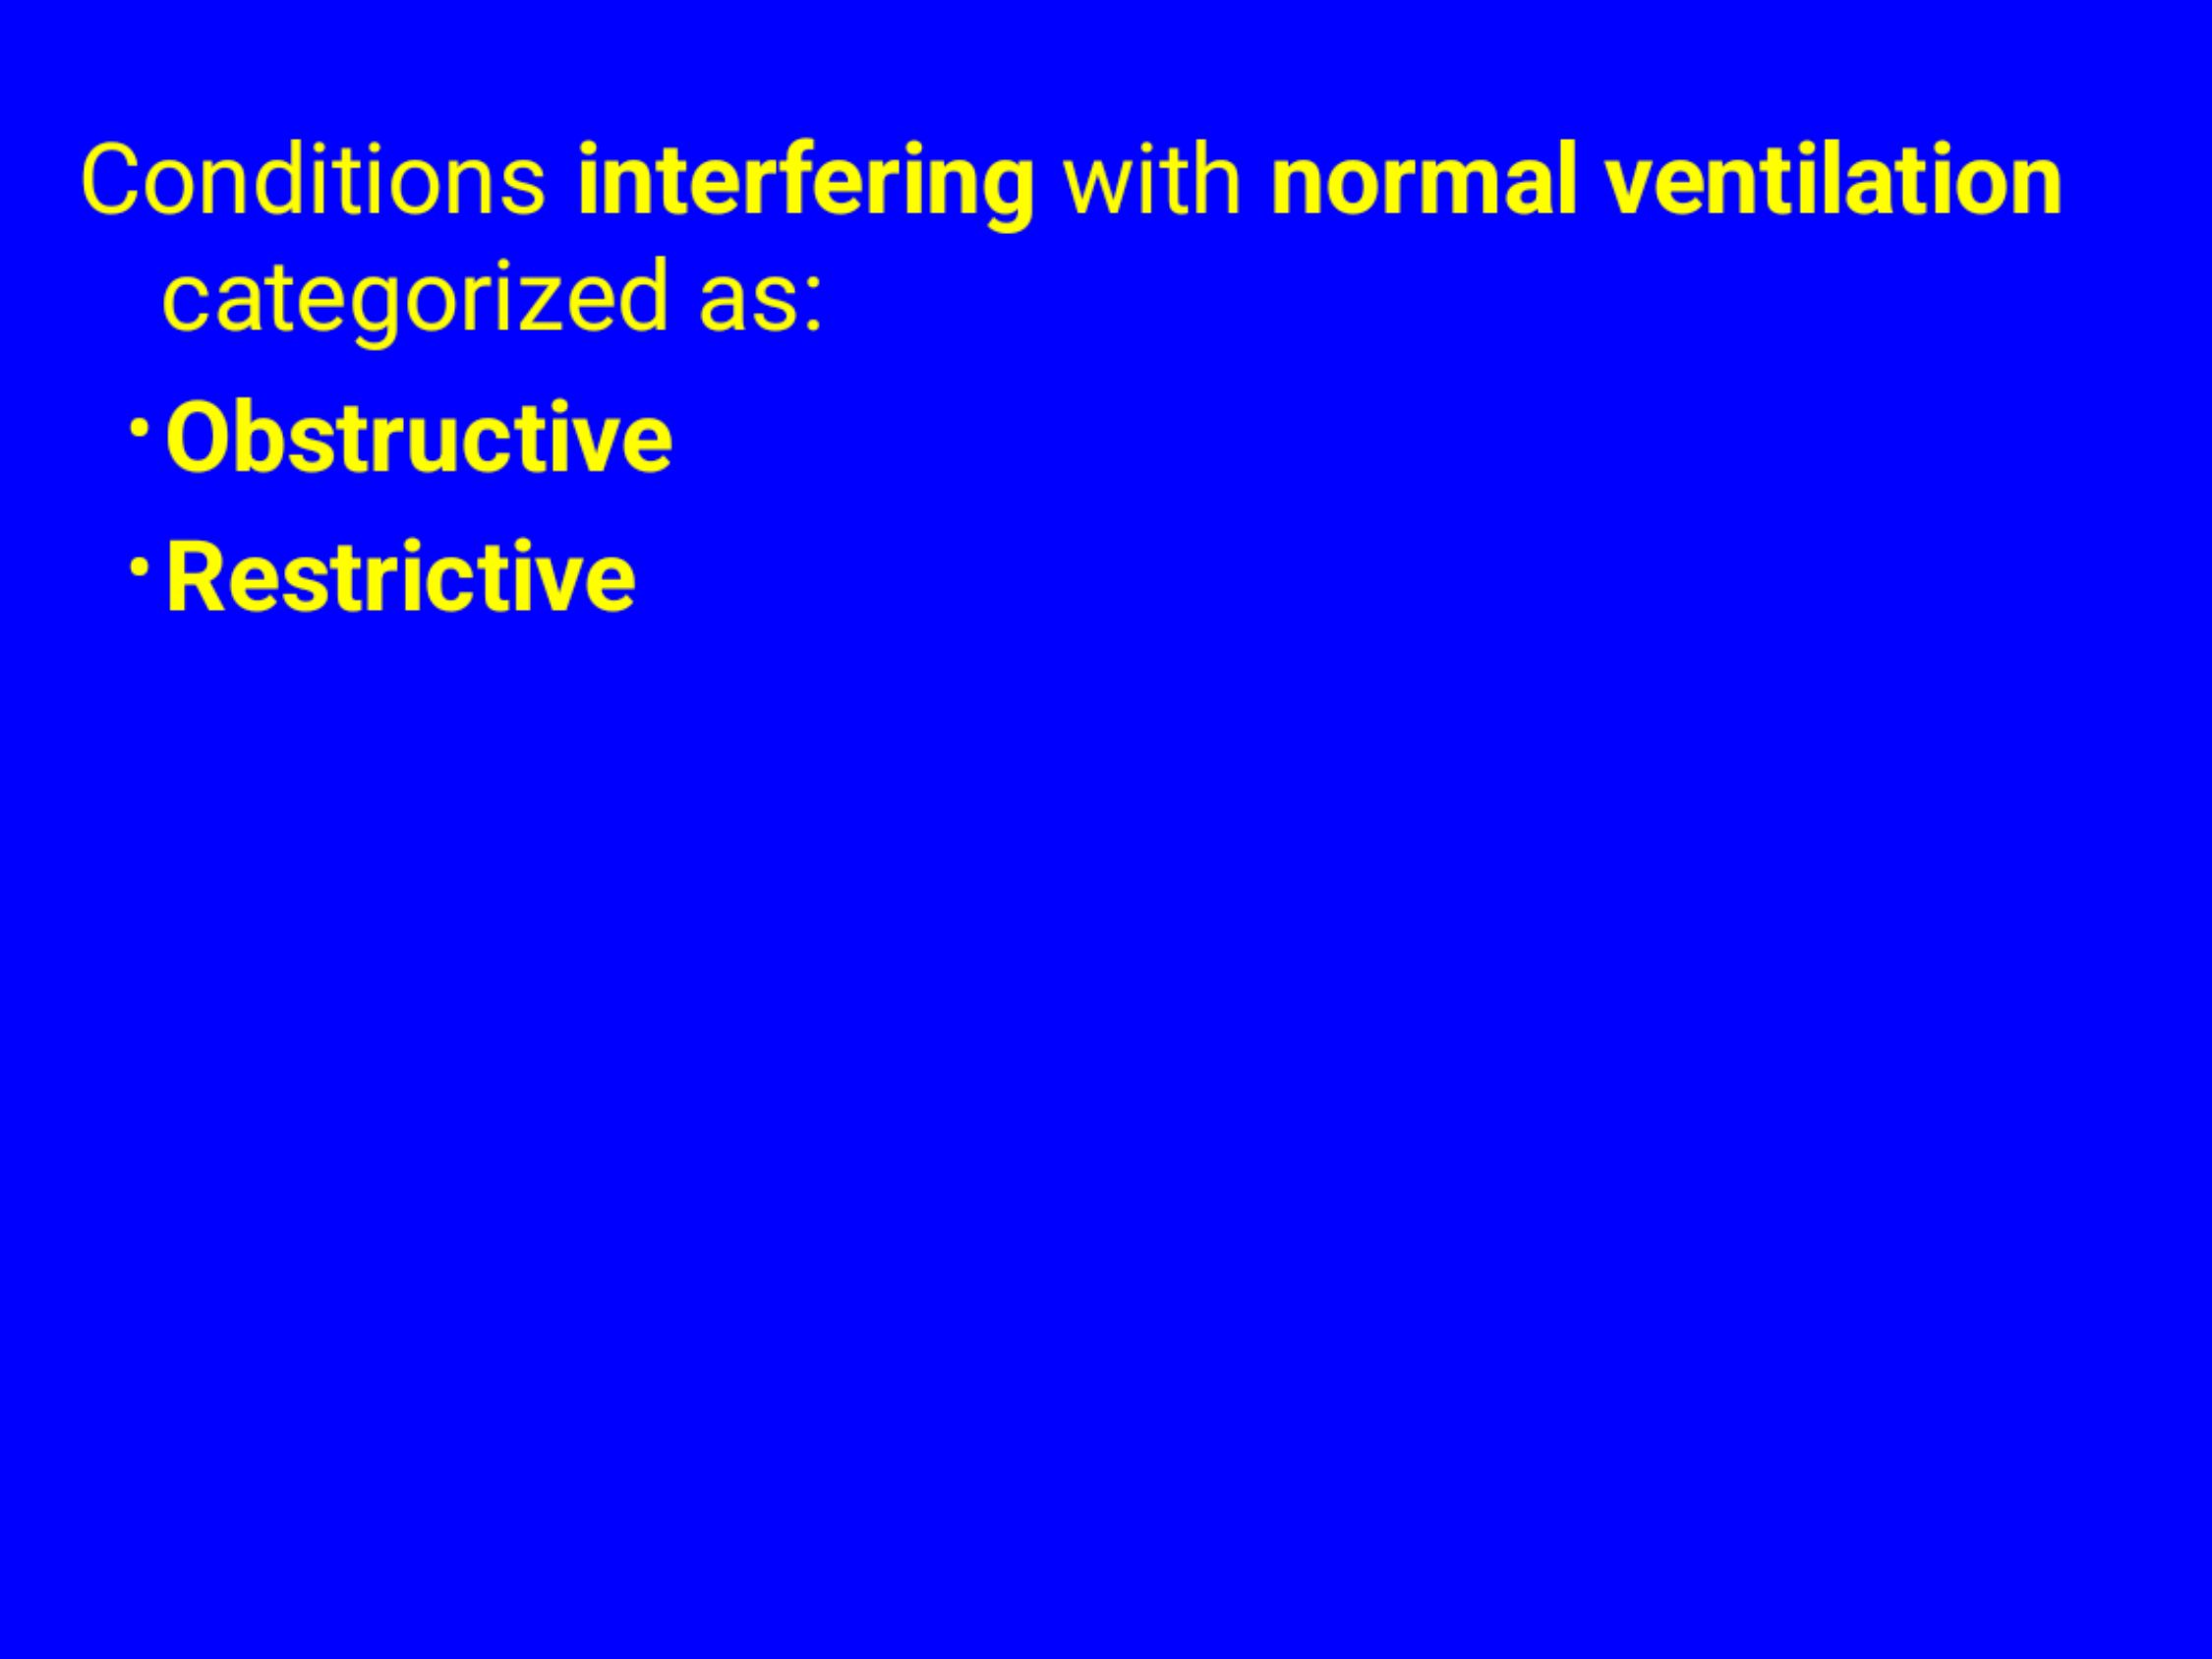 Conditions interfering with normal ventilation
categorized as:
• Obstructive
• Restrictive